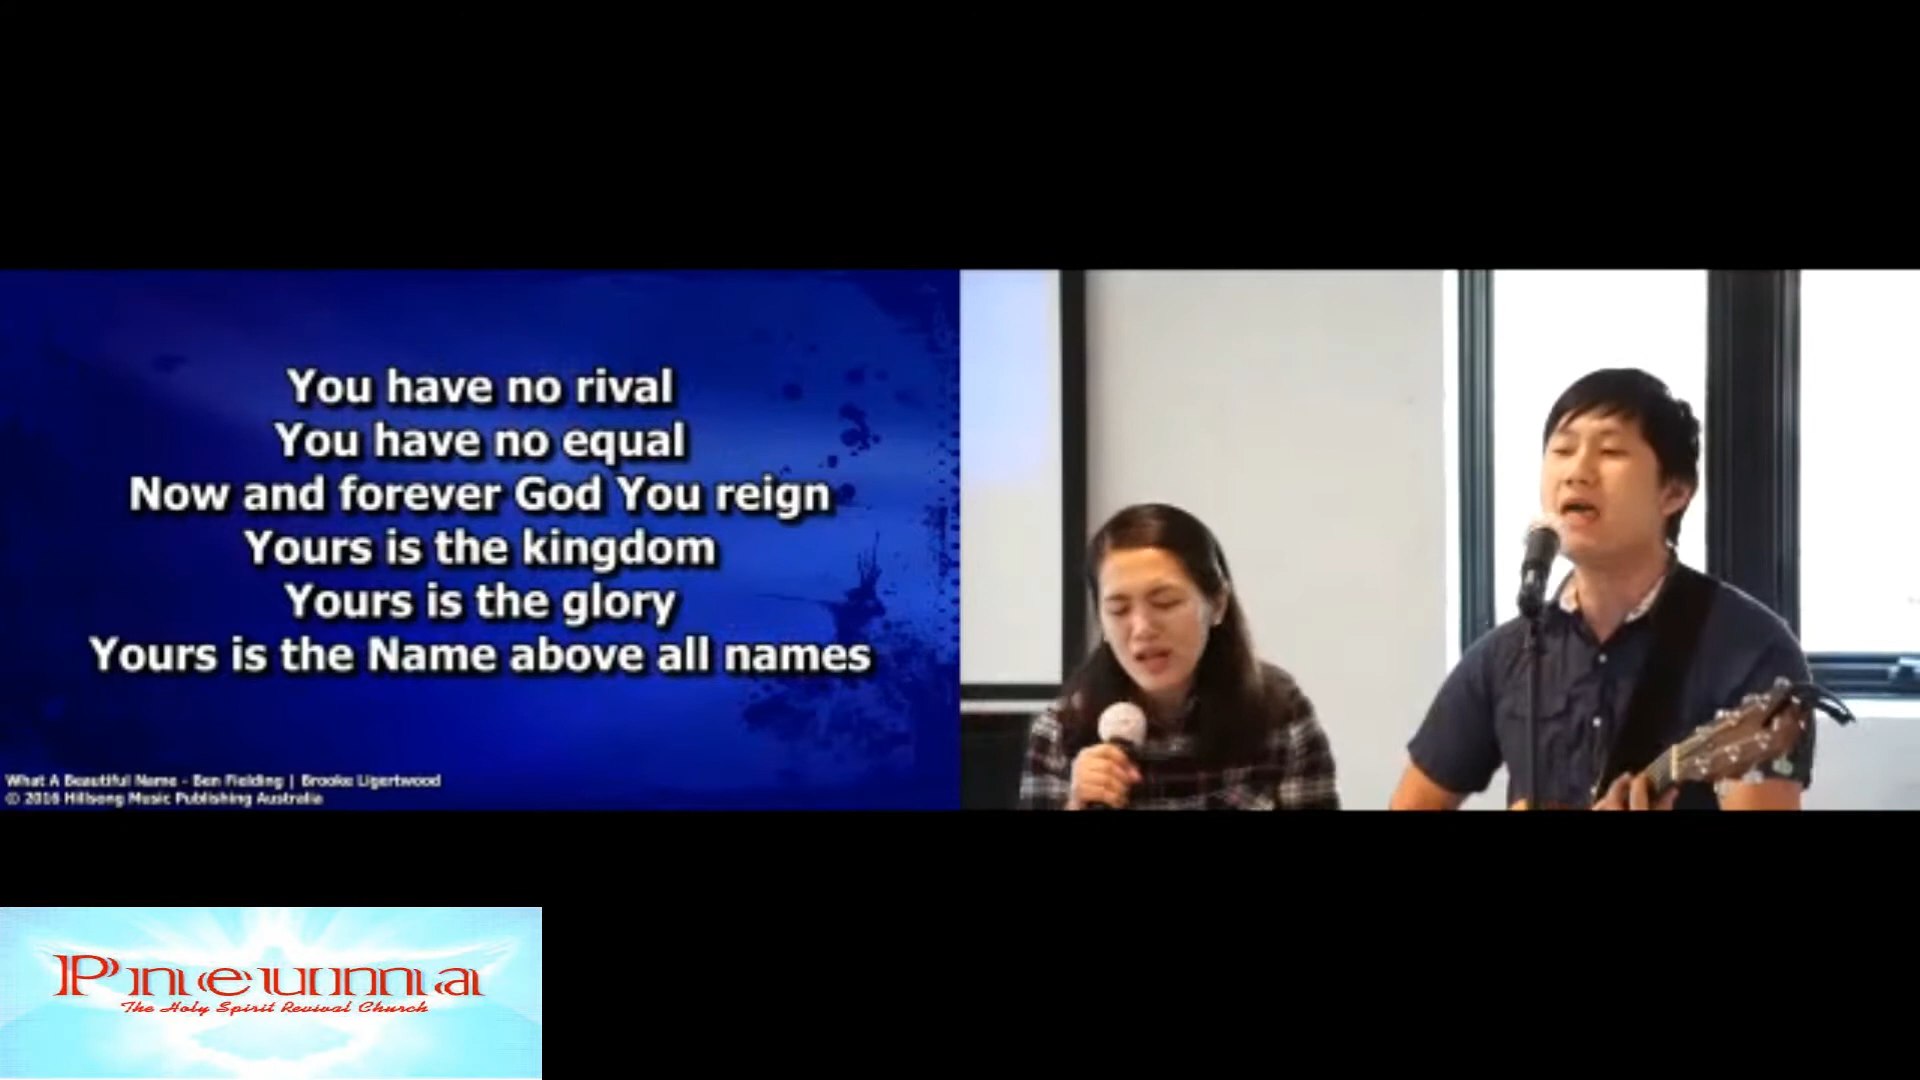 You have no rival
You have no equal
Now and forever God You reign
Yours is the kingdom
Yours is the glory
Yours is the Name above all names
What A Beautiful Name - Ben Fielding | Brooke Ligertwood
© 2016 Hillsong Music Publishing Australia
Pneuma
The Holy Spirit Revival Church